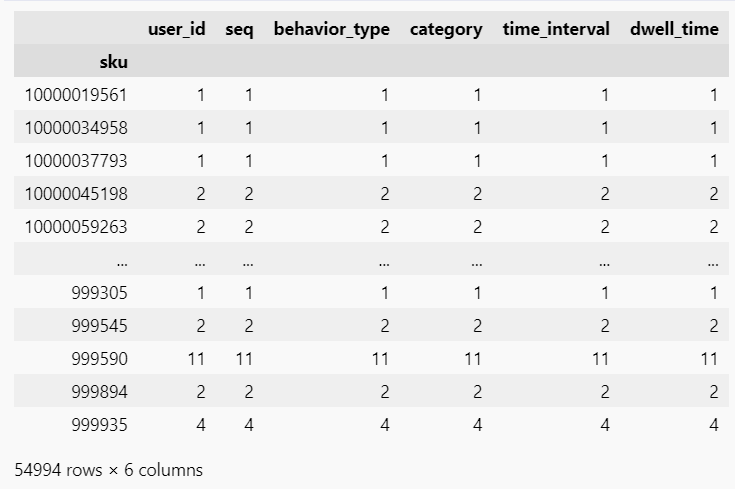 user_id seq behavior_type category time_interval dwell_time
sku
10000019561 1 1 1 1 1 1
10000034958 1 1 1 1 1 1
10000037793 1 1 1 1 1 1
10000045198 2 2 2 2 2 2
10000059263 2 2 2 2 2 2
... ... ... ... ... ... ...
999305 1 1 1 1 1 1
999545 2 2 2 2 2 2
999590 11 11 11 11 11 11
999894 2 2 2 2 2 2
999935 4 4 4 4 4 4
54994 rows × 6 columns